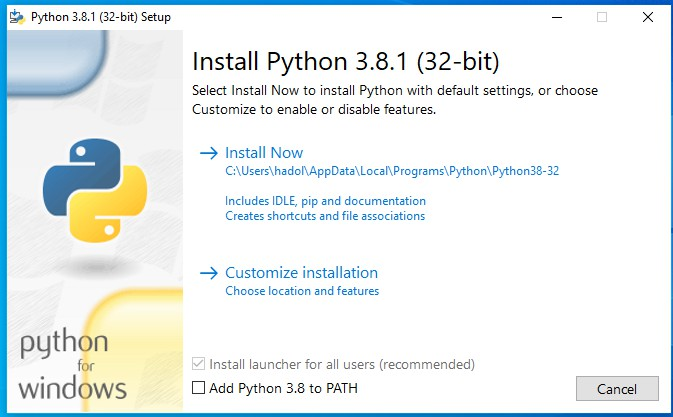 Python 3.8.1 (32-bit) Setup
Install Python 3.8.1 (32-bit)
Select Install Now to install Python with default settings, or choose
Customize to enable or disable features.
Install Now
C:\Users\hadol\AppData\Local\Programs\Python\Python38-32
Includes IDLE, pip and documentation
Creates shortcuts and file associations
Customize installation
Choose location and features
python
for
windows
Install launcher for all users (recommended)
Add Python 3.8 to PATH
Cancel